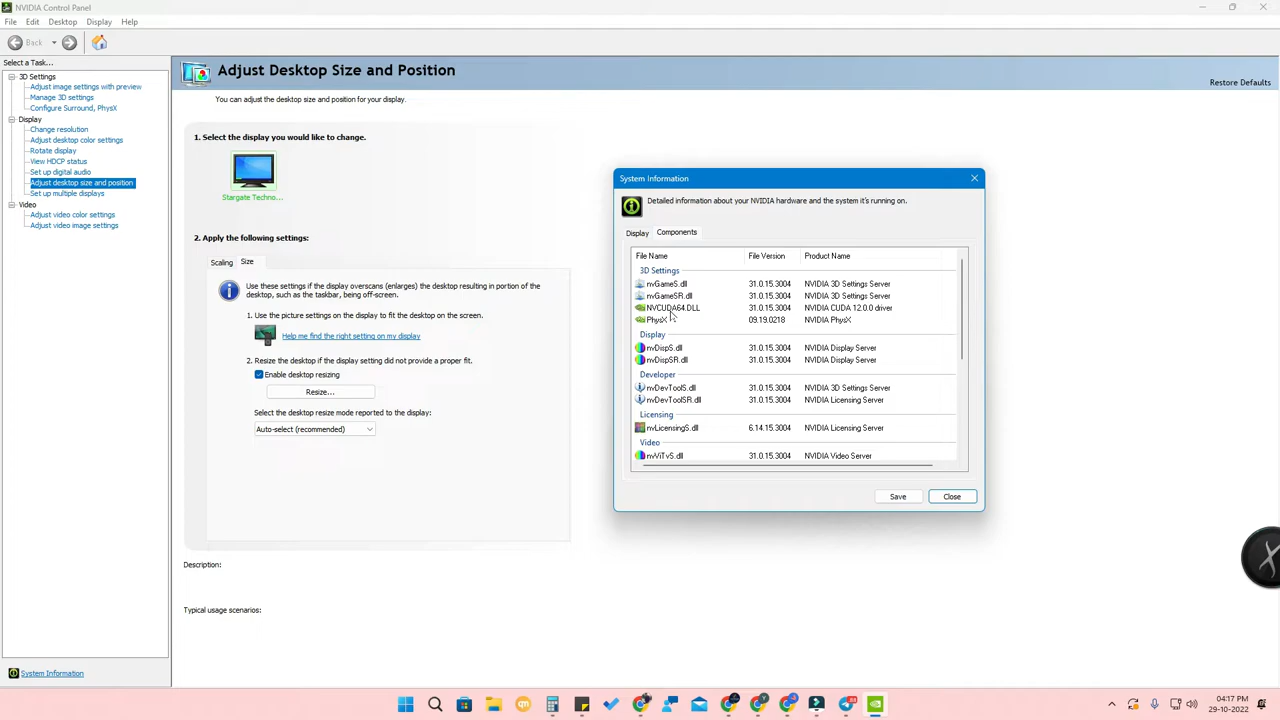 NVIDIA Control Panel
File Edit Desktop Display Help
Back
Select a Task...
3D Settings
Adjust image settings with preview
Manage 3D settings
Configure Surround, PhysX
Display
Change resolution
Adjust desktop color settings
Rotate display
View HDCP status
Set up digital audio
Adjust desktop size and position
Set up multiple displays
Video
Adjust video color settings
Adjust video image settings
System Information
Adjust Desktop Size and Position
Restore Defaults
You can adjust the desktop size and position for your display.
1. Select the display you would like to change.
Stargate Techno...
2. Apply the following settings:
Scaling Size
Use these settings if the display overscans (enlarges) the desktop resulting in portion of the
desktop, such as the taskbar, being off-screen.
1. Use the picture settings on the display to fit the desktop on the screen.
Help me find the right setting on my display
2. Resize the desktop if the display setting did not provide a proper fit.
Enable desktop resizing
Resize...
Select the desktop resize mode reported to the display:
Auto-select (recommended)
Description:
Typical usage scenarios:
System Information
Detailed information about your NVIDIA hardware and the system it's running on.
Display Components
File Name File Version Product Name
3D Settings
nvGameS.dll 31.0.15.3004 NVIDIA 3D Settings Server
nvGameSR.dll 31.0.15.3004 NVIDIA 3D Settings Server
NVCUDA64.DLL 31.0.15.3004 NVIDIA CUDA 12.0.0 driver
PhysX 09.19.0218 NVIDIA PhysX
Display
nvDispS.dll 31.0.15.3004 NVIDIA Display Server
nvDispSR.dll 31.0.15.3004 NVIDIA Display Server
Developer
nvDevToolS.dll 31.0.15.3004 NVIDIA 3D Settings Server
nvDevToolSR.dll 31.0.15.3004 NVIDIA Licensing Server
Licensing
nvLicensingS.dll 6.14.15.3004 NVIDIA Licensing Server
Video
nvViTvS.dll 31.0.15.3004 NVIDIA Video Server
Save Close
04:17 PM
29-10-2022